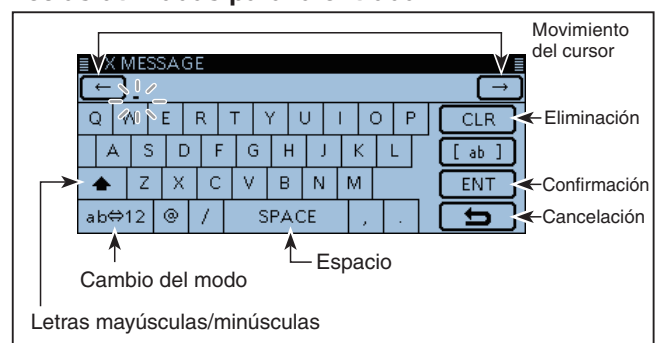 Movimiento
del cursor
TX MESSAGE
← →
Q W E R T Y U I O P CLR Eliminación
A S D F G H J K L [ ab ]
Z X C V B N M ENT Confirmación
ab⇔12 @ / SPACE , . Cancelación
Espacio
Cambio del modo
Letras mayúsculas/minúsculas